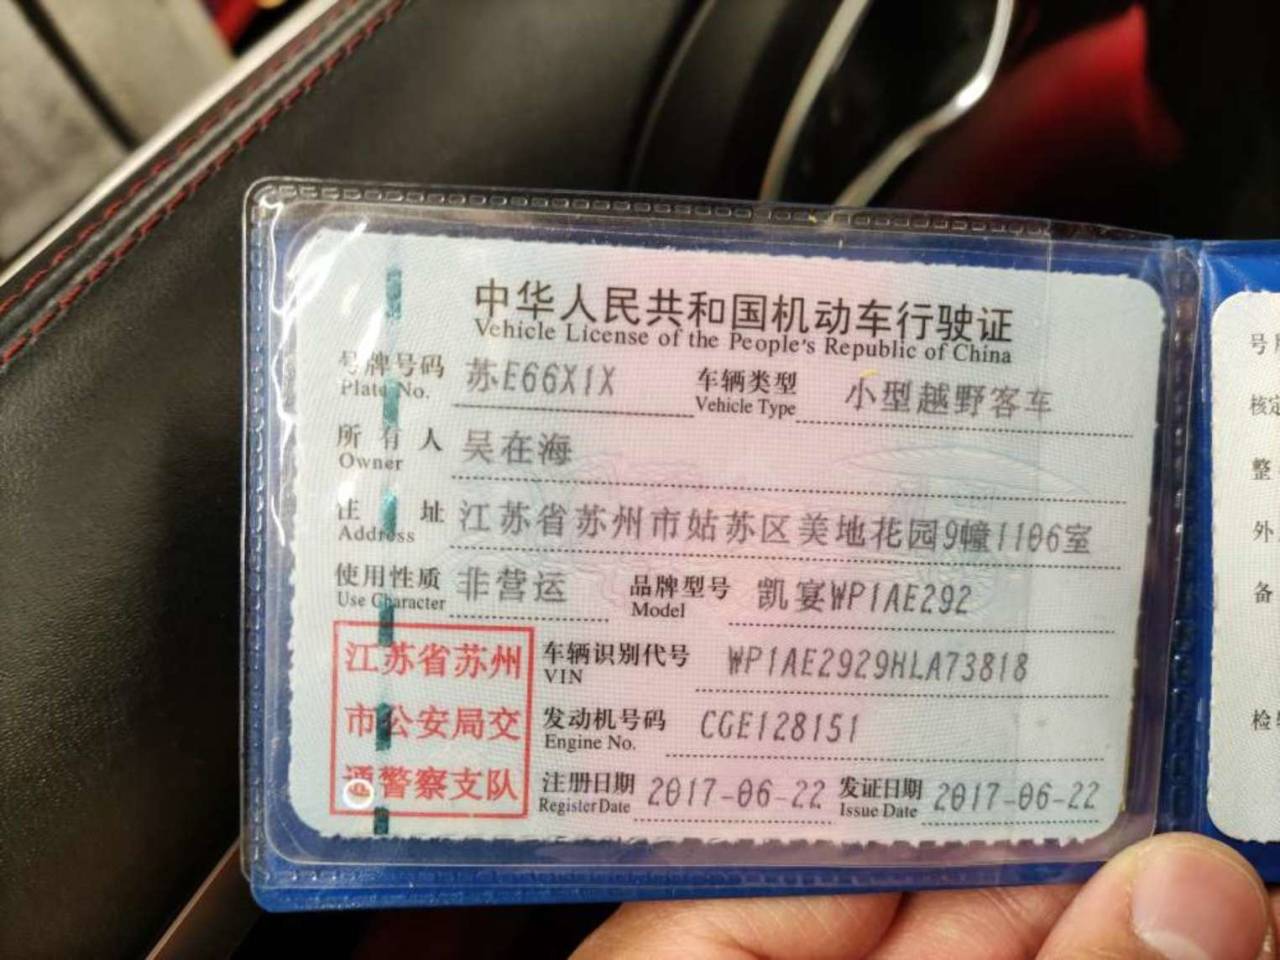 中华人民共和国机动车行驶证
Vehicle License of the People's Republic of China
号牌号码 苏E66X1X 车辆类型 小型越野客车
Plate No. Vehicle Type
所有人 吴在海
Owner
住址 江苏省苏州市姑苏区美地花园9幢1106室
Address
使用性质 非营运 品牌型号 凯宴WP1AE292
Use Character Model
江苏省苏州
市公安局交
通警察支队
车辆识别代号 WP1AE2929HLA73818
VIN
发动机号码 CGE128151
Engine No.
注册日期 2017-06-22 发证日期 2017-06-22
Register Date Issue Date
号
核定
整
外
备
检